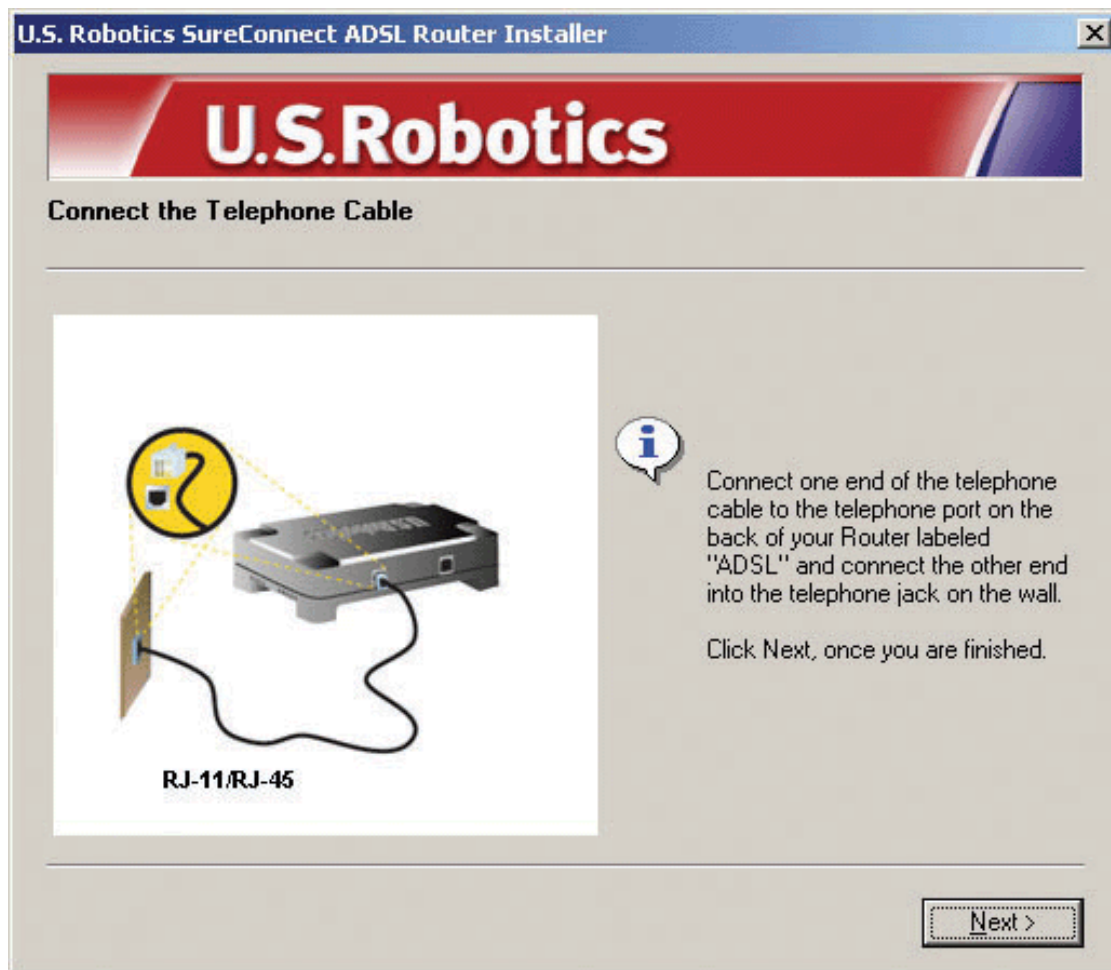 U.S. Robotics SureConnect ADSL Router Installer
U.S.Robotics
Connect the Telephone Cable
Connect one end of the telephone
cable to the telephone port on the
back of your Router labeled
"ADSL" and connect the other end
into the telephone jack on the wall.
Click Next, once you are finished.
U.S.Robotics
RJ-11/RJ-45
Next >